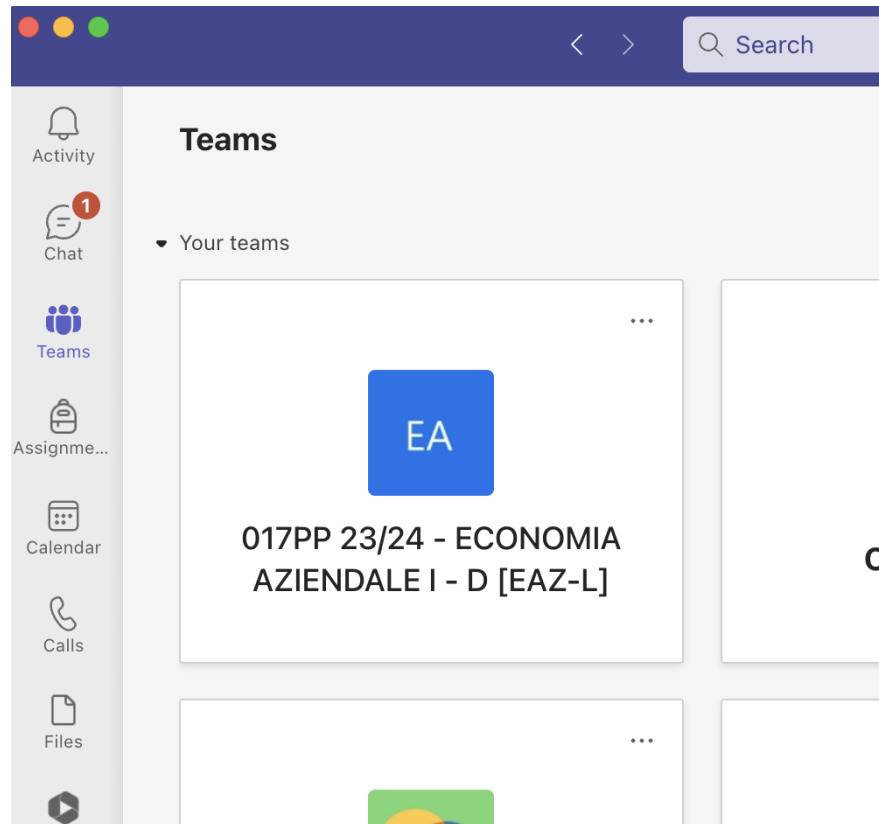 Search
Activity
1
Chat
Teams
Assignme...
Calendar
Calls
Files
Teams
Your teams
EA
017PP 23/24 - ECONOMIA
AZIENDALE I - D [EAZ-L]